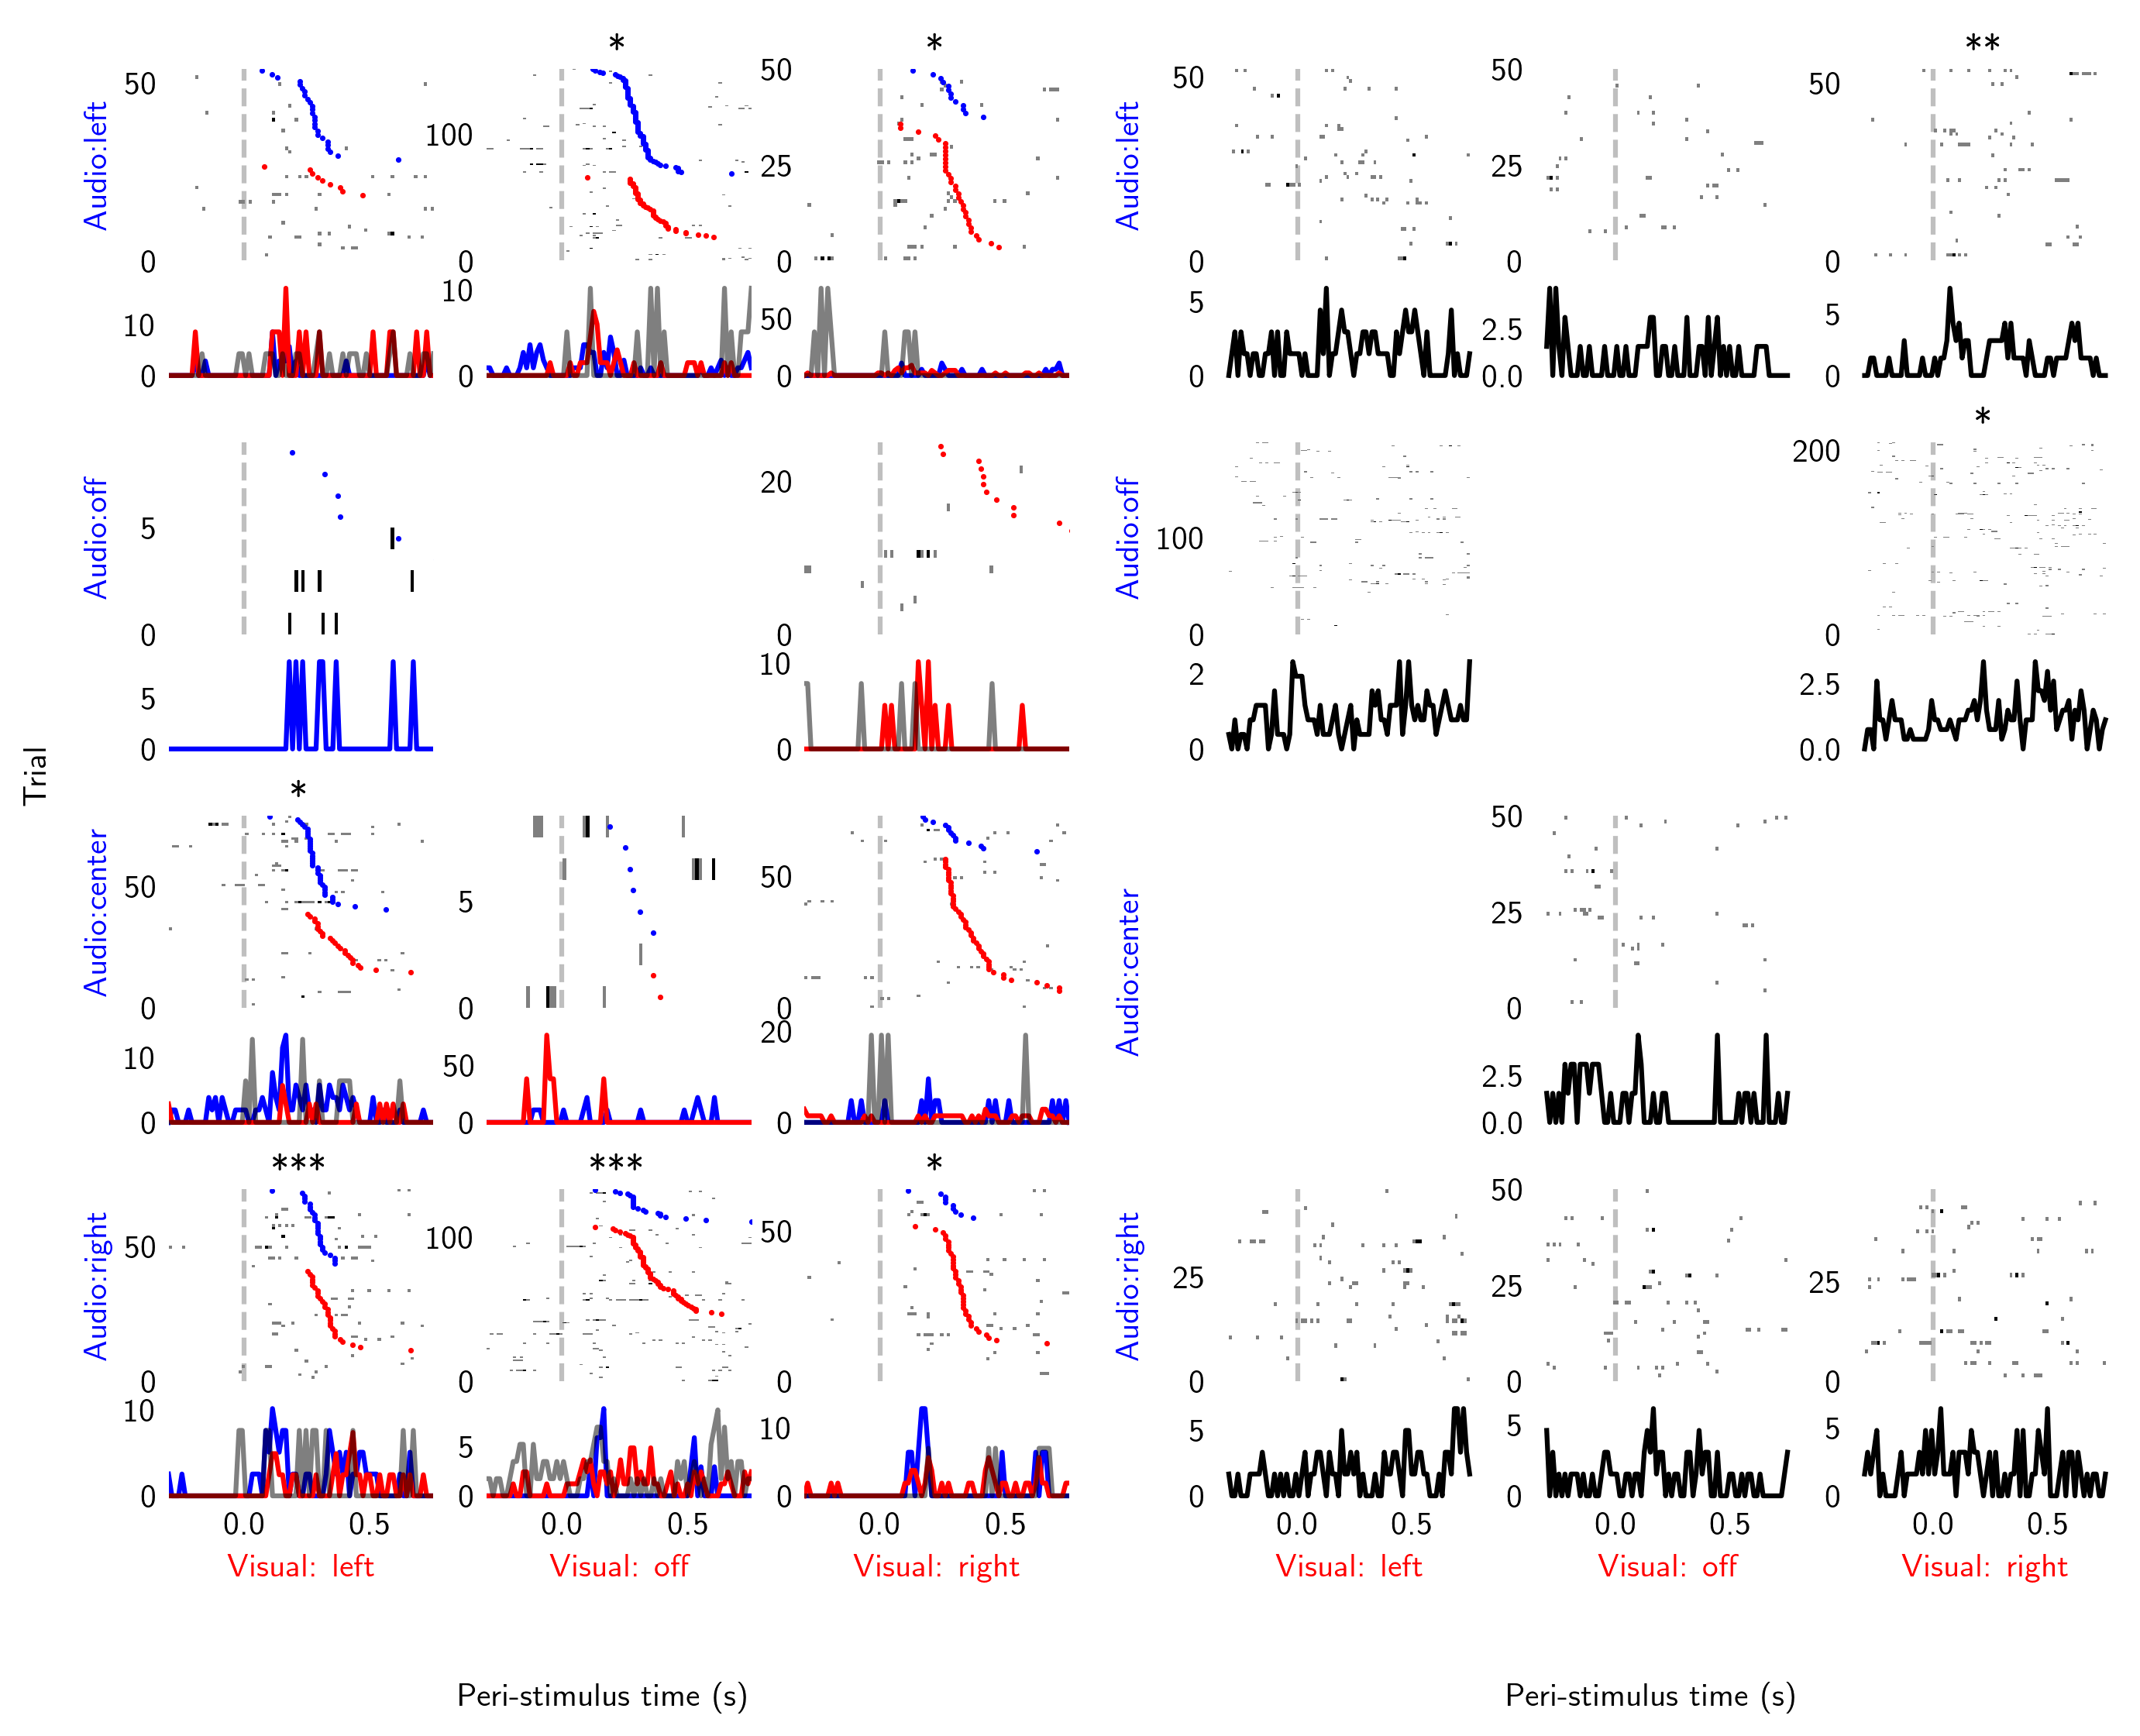 * * **
50 100 0 50 25 0 50 0 50 25 0 50 0
Audio:left Audio:left
10 0 10 0 50 0 5 0 2.5 0.0 5 0
*
5 0 20 0 100 0 200 0
Audio:off Audio:off
5 0 10 0 2 0 2.5 0.0
Trial
*
50 0 5 0 50 0 50 25 0
Audio:center Audio:center
10 0 50 0 20 0 2.5 0.0
*** *** *
50 0 100 0 50 0 25 0 50 25 0 25 0
Audio:right Audio:right
10 0 5 0 10 0 5 0 5 0 5 0
0.0 0.5 0.0 0.5 0.0 0.5 0.0 0.5 0.0 0.5 0.0 0.5
Visual: left Visual: off Visual: right Visual: left Visual: off Visual: right
Peri-stimulus time (s) Peri-stimulus time (s)